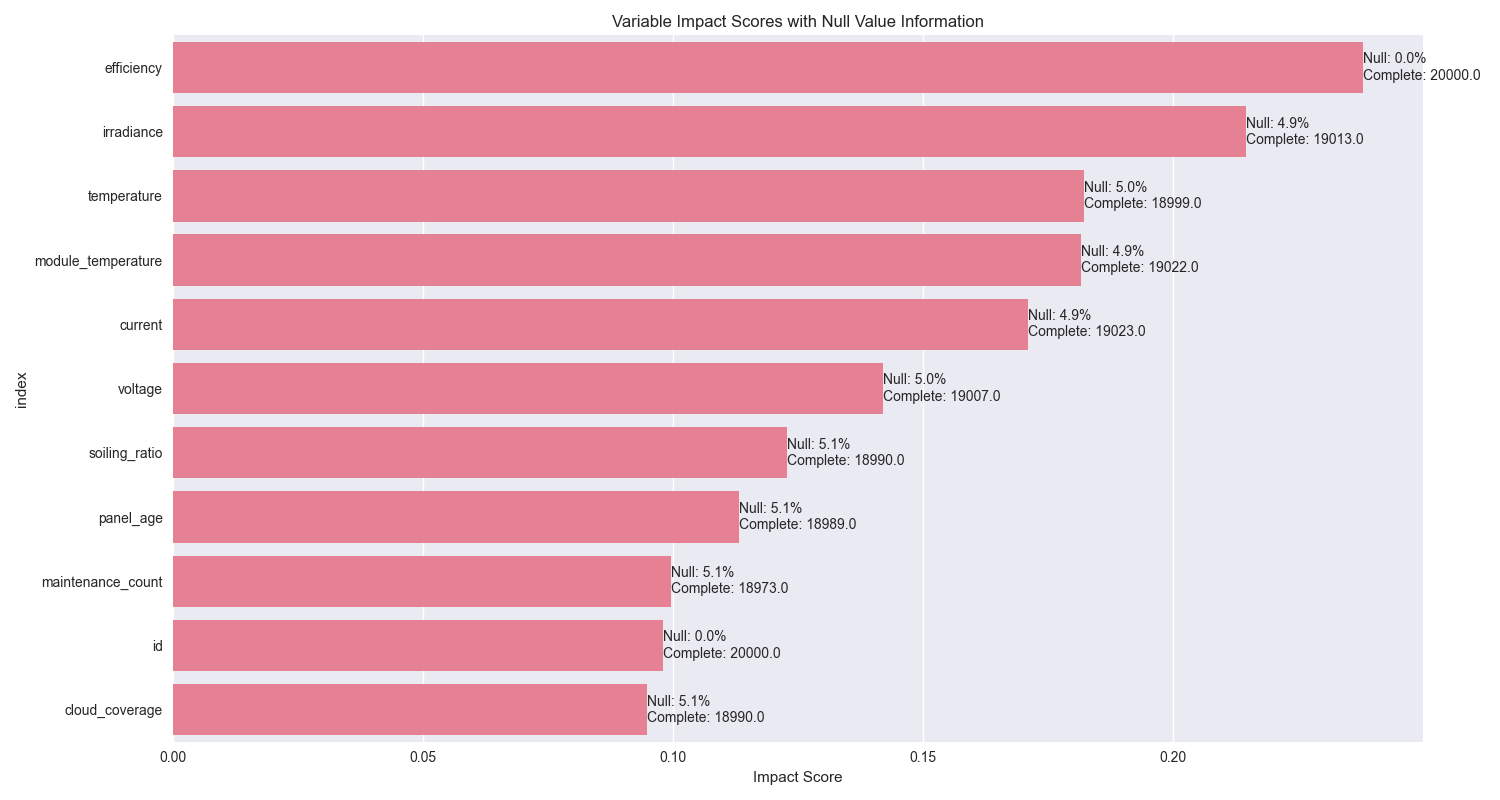 Variable Impact Scores with Null Value Information
efficiency
Null: 0.0%
Complete: 20000.0
irradiance
Null: 4.9%
Complete: 19013.0
temperature
Null: 5.0%
Complete: 18999.0
module_temperature
Null: 4.9%
Complete: 19022.0
current
Null: 4.9%
Complete: 19023.0
voltage
Null: 5.0%
Complete: 19007.0
soiling_ratio
Null: 5.1%
Complete: 18990.0
panel_age
Null: 5.1%
Complete: 18989.0
maintenance_count
Null: 5.1%
Complete: 18973.0
id
Null: 0.0%
Complete: 20000.0
cloud_coverage
Null: 5.1%
Complete: 18990.0
index
0.00 0.05 0.10 0.15 0.20
Impact Score